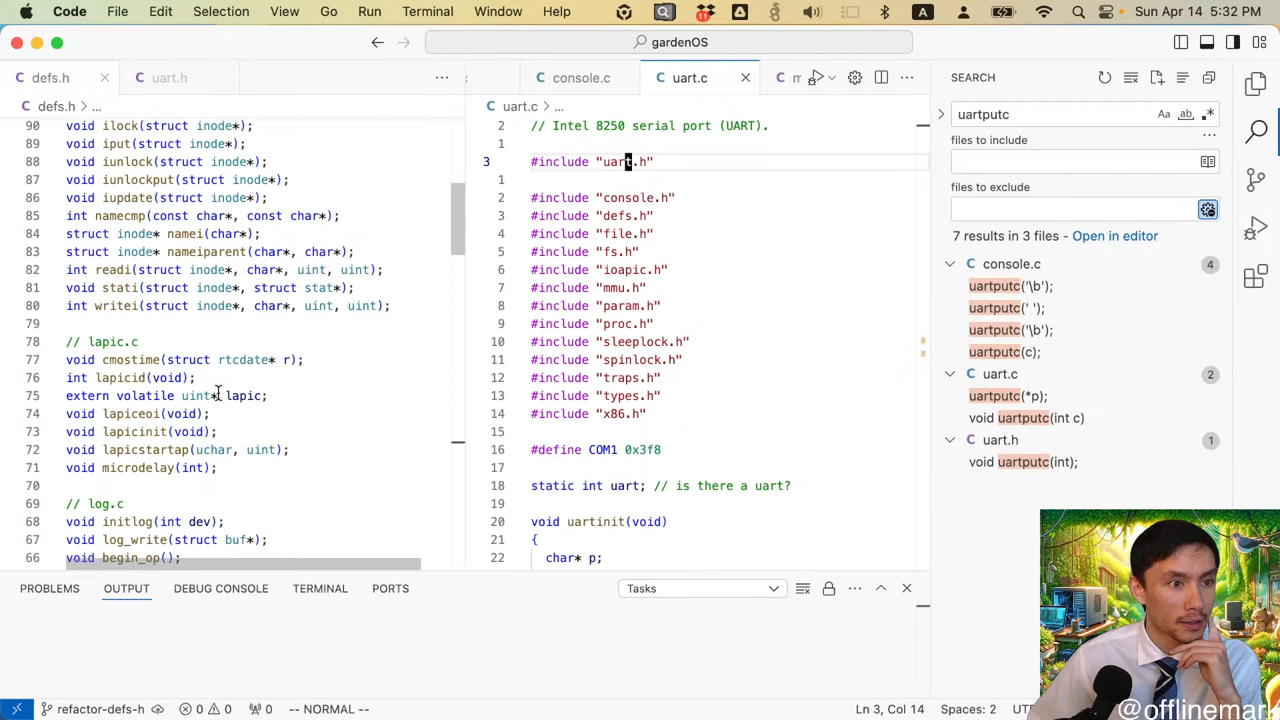 Code File Edit Selection View Go Run Terminal Window Help A Sun Apr 14 5:32 PM
gardenOS
defs.h
uart.h
console.c
uart.c
SEARCH
defs.h > ...
uart.c > ...
90 void ilock(struct inode*);
89 void iput(struct inode*);
88 void iunlock(struct inode*);
87 void iunlockput(struct inode*);
86 void iupdate(struct inode*);
85 int namecmp(const char*, const char*);
84 struct inode* namei(char*);
83 struct inode* nameiparent(char*, char*);
82 int readi(struct inode*, char*, uint, uint);
81 void stati(struct inode*, struct stat*);
80 int writei(struct inode*, char*, uint, uint);
79
78 // lapic.c
77 void cmostime(struct rtcdate* r);
76 int lapicid(void);
75 extern volatile uint* lapic;
74 void lapiceoi(void);
73 void lapicinit(void);
72 void lapicstartap(uchar, uint);
71 void microdelay(int);
70
69 // log.c
68 void initlog(int dev);
67 void log_write(struct buf*);
66 void begin_op();
2 // Intel 8250 serial port (UART).
1
3 #include "uart.h"
1
2 #include "console.h"
3 #include "defs.h"
4 #include "file.h"
5 #include "fs.h"
6 #include "ioapic.h"
7 #include "mmu.h"
8 #include "param.h"
9 #include "proc.h"
10 #include "sleeplock.h"
11 #include "spinlock.h"
12 #include "traps.h"
13 #include "types.h"
14 #include "x86.h"
15
16 #define COM1 0x3f8
17
18 static int uart; // is there a uart?
19
20 void uartinit(void)
21 {
22 char* p;
uartputc
files to include
files to exclude
7 results in 3 files - Open in editor
console.c 4
uartputc('\b');
uartputc(' ');
uartputc('\b');
uartputc(c);
uart.c 2
uartputc(*p);
void uartputc(int c)
uart.h 1
void uartputc(int);
PROBLEMS OUTPUT DEBUG CONSOLE TERMINAL PORTS
Tasks
refactor-defs-h 0 0 0 -- NORMAL --
Ln 3, Col 14 Spaces: 2
@offlinemark